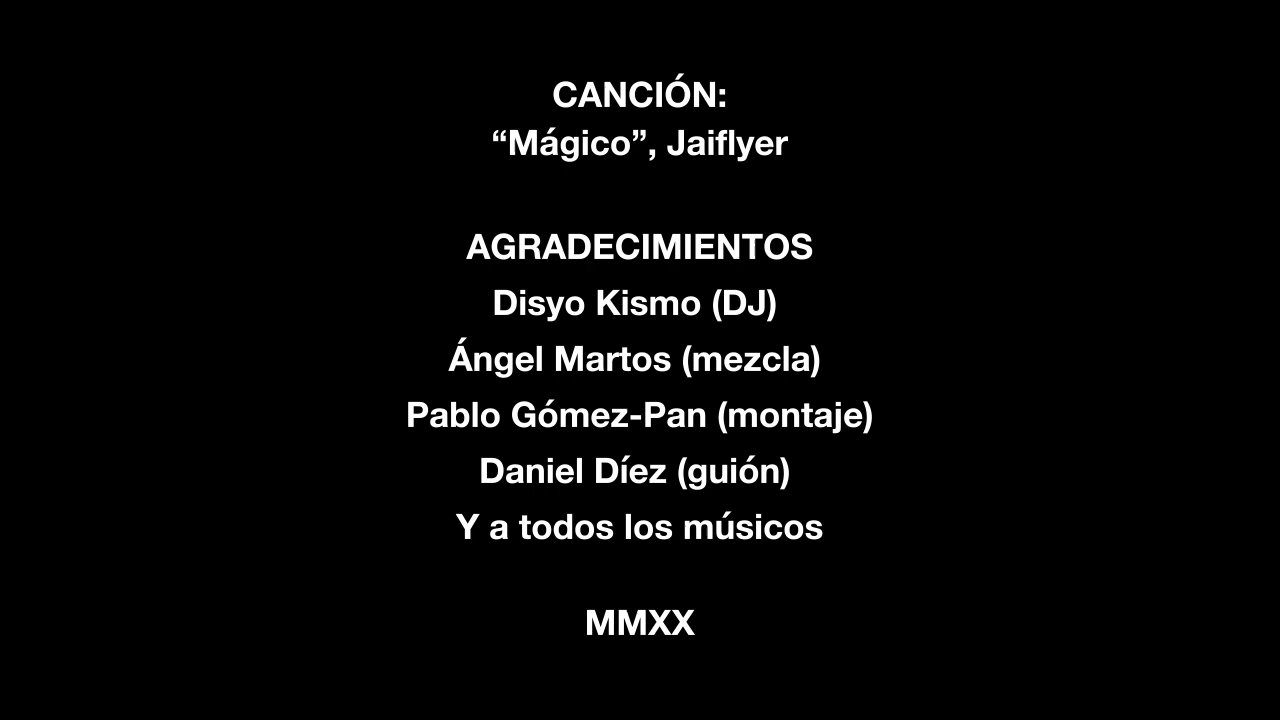 CANCIÓN:
“Mágico”, Jaiflyer
AGRADECIMIENTOS
Disyo Kismo (DJ)
Ángel Martos (mezcla)
Pablo Gómez-Pan (montaje)
Daniel Díez (guión)
Y a todos los músicos
MMXX